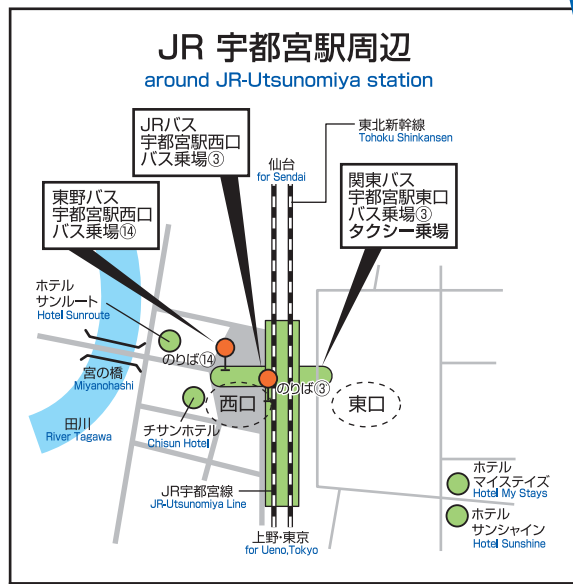 JR 宇都宮駅周辺
around JR-Utsunomiya station
JRバス
宇都宮駅西口
バス乗場③
東北新幹線
Tohoku Shinkansen
仙台
for Sendai
関東バス
宇都宮駅東口
バス乗場③
タクシー乗場
東野バス
宇都宮駅西口
バス乗場⑭
ホテル
サンルート
Hotel Sunroute
のりば⑭
宮の橋
Miyanohashi
のりば③
西口
東口
田川
River Tagawa
チサンホテル
Chisun Hotel
JR宇都宮線
JR-Utsunomiya Line
ホテル
マイステイズ
Hotel My Stays
ホテル
サンシャイン
Hotel Sunshine
上野・東京
for Ueno,Tokyo